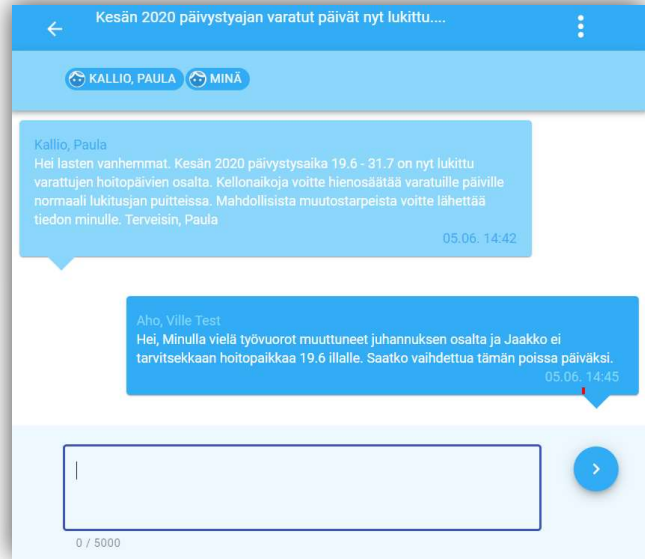 Kesän 2020 päivystyajan varatut päivät nyt lukittu....
KALLIO, PAULA MINÄ
Kallio, Paula
Hei lasten vanhemmat. Kesän 2020 päivystysaika 19.6 - 31.7 on nyt lukittu
varattujen hoitopäivien osalta. Kellonaikoja voitte hienosäätää varatuille päiville
normaali lukitusjan puitteissa. Mahdollisista muutostarpeista voitte lähettää
tiedon minulle. Terveisin, Paula
05.06. 14:42
Aho, Ville Test
Hei, Minulla vielä työvuorot muuttuneet juhannuksen osalta ja Jaakko ei
tarvitsekkaan hoitopaikkaa 19.6 illalle. Saatko vaihdettua tämän poissa päiväksi.
05.06. 14:45
0 / 5000